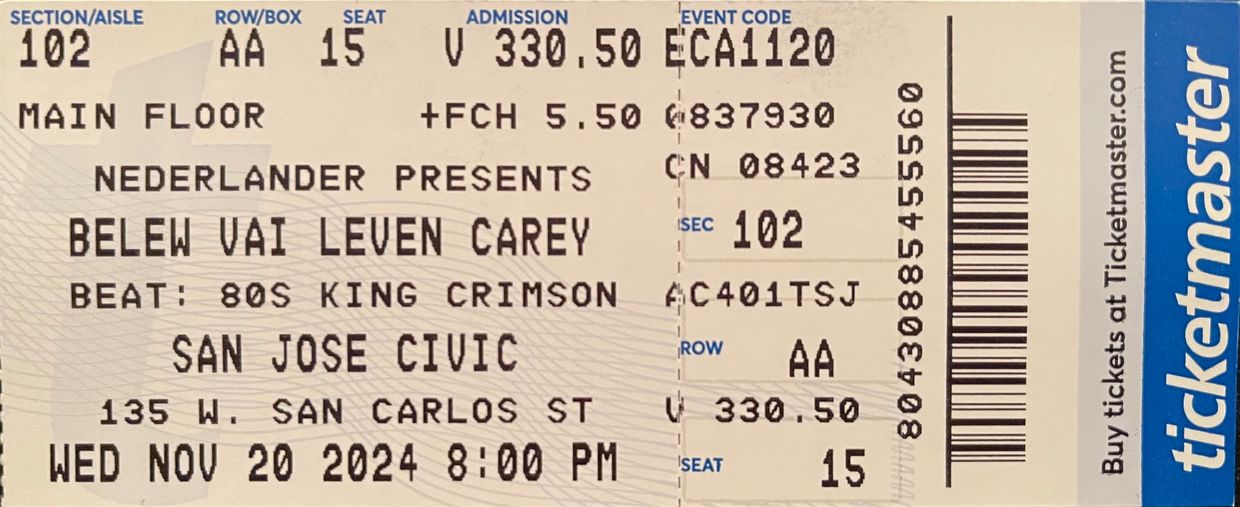 SECTION/AISLE ROW/BOX SEAT ADMISSION EVENT CODE
102 AA 15 V 330.50 ECA1120
MAIN FLOOR +FCH 5.50 0837930
NEDERLANDER PRESENTS CN 08423
BELEW VAI LEVEN CAREY SEC 102
BEAT: 80S KING CRIMSON AC401TSJ
SAN JOSE CIVIC ROW AA
135 W. SAN CARLOS ST V 330.50
WED NOV 20 2024 8:00 PM SEAT 15
804308854555560
Buy tickets at Ticketmaster.com
ticketmaster